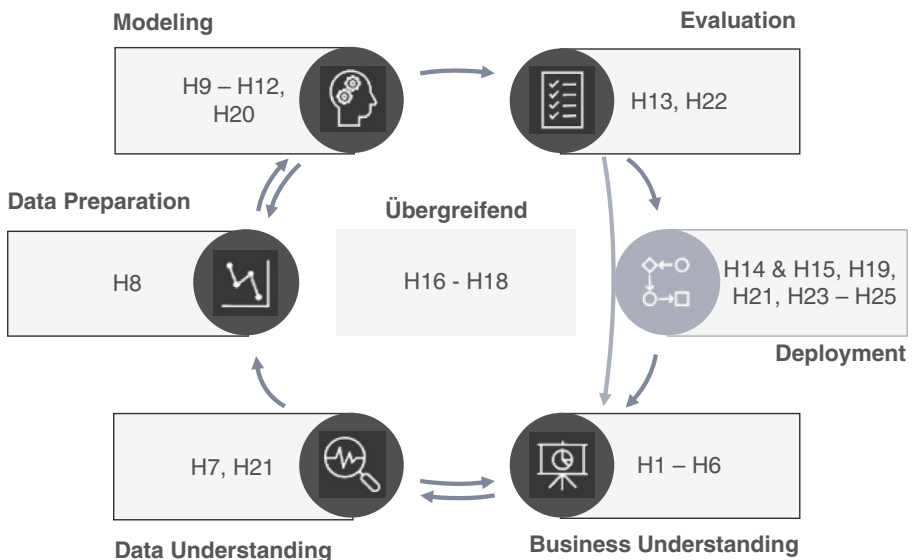 Modeling
Evaluation
H9 – H12,
H20
H13, H22
Data Preparation
Übergreifend
H8
H16 - H18
H14 & H15, H19,
H21, H23 – H25
Deployment
H7, H21
H1 – H6
Data Understanding
Business Understanding